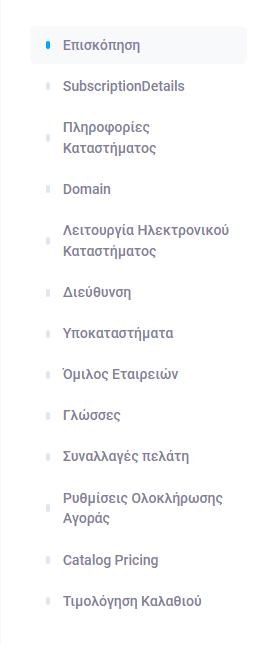 Επισκόπηση
SubscriptionDetails
Πληροφορίες
Καταστήματος
Domain
Λειτουργία Ηλεκτρονικού
Καταστήματος
Διεύθυνση
Υποκαταστήματα
Όμιλος Εταιρειών
Γλώσσες
Συναλλαγές πελάτη
Ρυθμίσεις Ολοκλήρωσης
Αγοράς
Catalog Pricing
Τιμολόγηση Καλαθιού